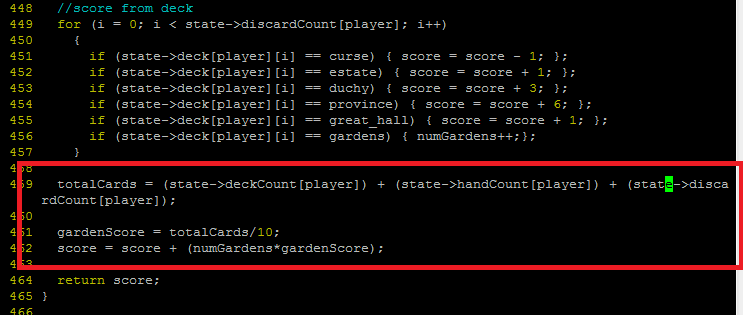 448   //score from deck
449   for (i = 0; i < state->discardCount[player]; i++)
450     {
451       if (state->deck[player][i] == curse) { score = score - 1; };
452       if (state->deck[player][i] == estate) { score = score + 1; };
453       if (state->deck[player][i] == duchy) { score = score + 3; };
454       if (state->deck[player][i] == province) { score = score + 6; };
455       if (state->deck[player][i] == great_hall) { score = score + 1; };
456       if (state->deck[player][i] == gardens) { numGardens++;};
457     }
458
459   totalCards = (state->deckCount[player]) + (state->handCount[player]) + (state->disca
rdCount[player]);
460
461   gardenScore = totalCards/10;
462   score = score + (numGardens*gardenScore);
463
464   return score;
465 }
466